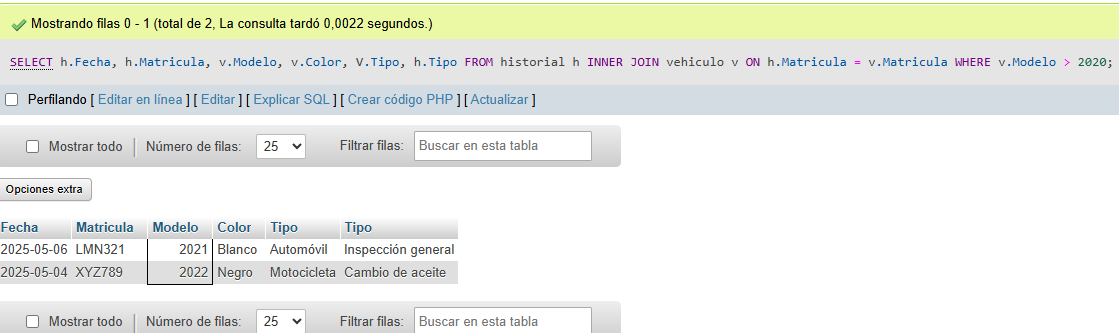 Mostrando filas 0 - 1 (total de 2, La consulta tardó 0,0022 segundos.)
SELECT h.Fecha, h.Matricula, v.Modelo, v.Color, V.Tipo, h.Tipo FROM historial h INNER JOIN vehiculo v ON h.Matricula = v.Matricula WHERE v.Modelo > 2020;
Perfilando [ Editar en línea ] [ Editar ] [ Explicar SQL ] [ Crear código PHP ] [ Actualizar ]
Mostrar todo Número de filas: 25 Filtrar filas: Buscar en esta tabla
Opciones extra
Fecha Matricula Modelo Color Tipo Tipo
2025-05-06 LMN321 2021 Blanco Automóvil Inspección general
2025-05-04 XYZ789 2022 Negro Motocicleta Cambio de aceite
Mostrar todo Número de filas: 25 Filtrar filas: Buscar en esta tabla